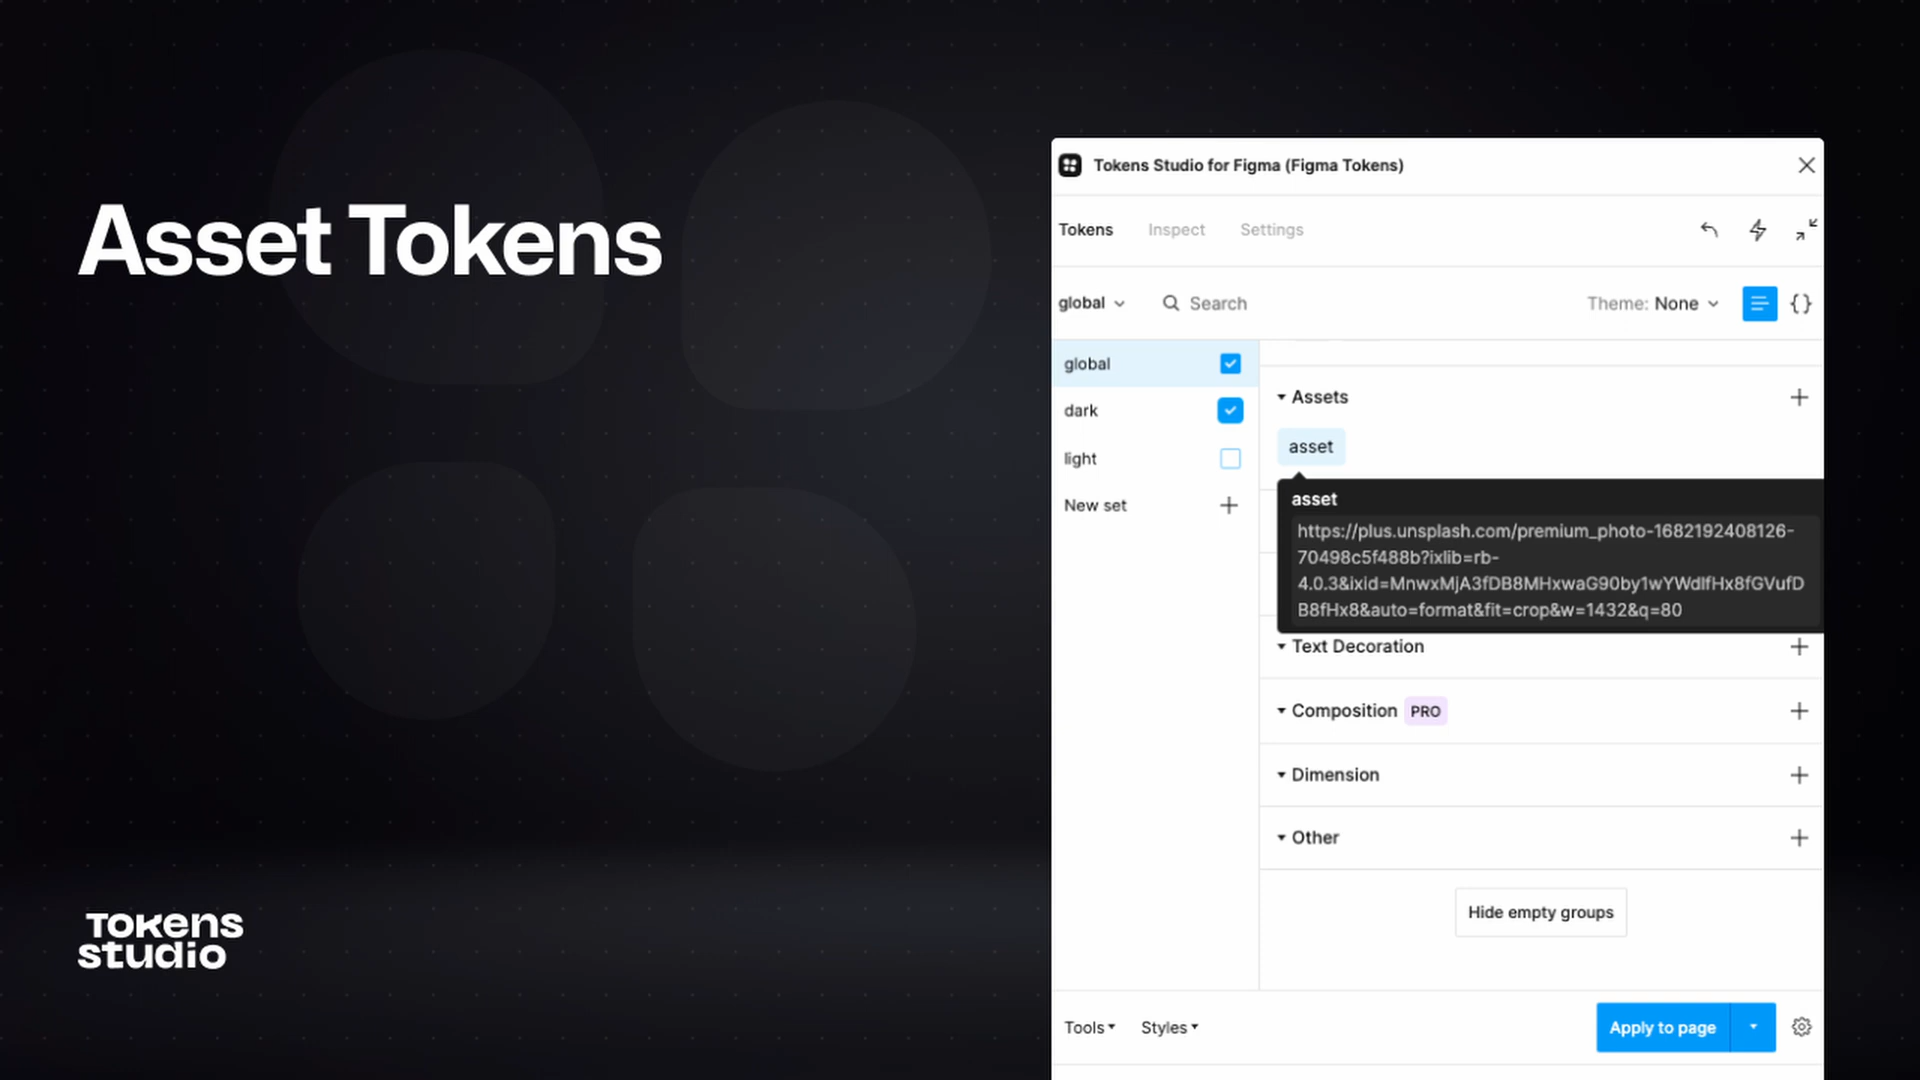 Asset Tokens
Tokens Studio for Figma (Figma Tokens)
Tokens Inspect Settings
global Search Theme: None {}
global
dark
light
New set
Assets
asset
asset
https://plus.unsplash.com/premium_photo-1682192408126-
70498c5f488b?ixlib=rb-
4.0.3&ixid=MnwxMjA3fDB8MHxwaG90by1wYWdlfHx8fGVufD
B8fHx8&auto=format&fit=crop&w=1432&q=80
Text Decoration
Composition PRO
Dimension
Other
Hide empty groups
Tools Styles Apply to page
Tokens
studio